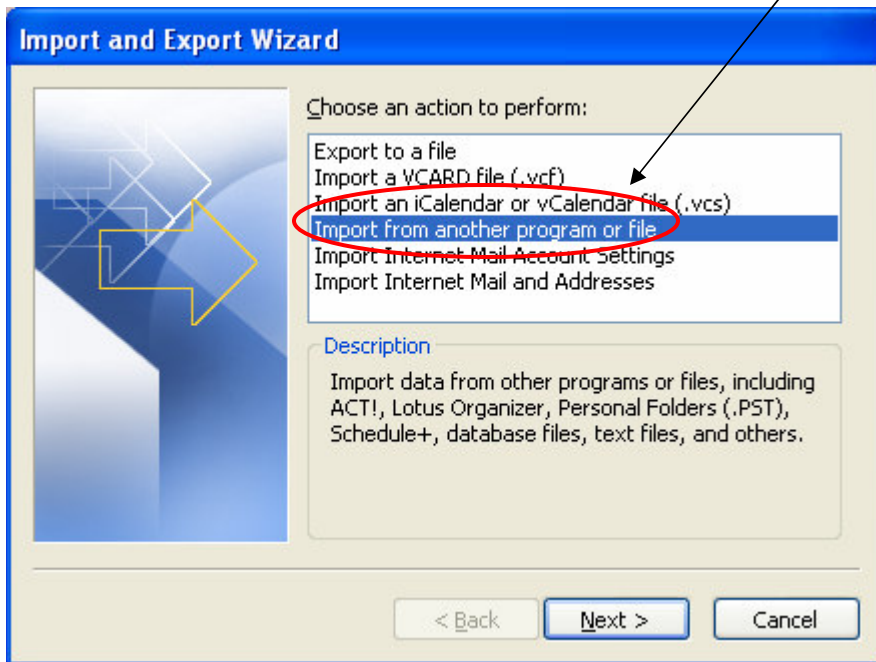 Import and Export Wizard
Choose an action to perform:
Export to a file
Import a VCARD file (.vcf)
Import an iCalendar or vCalendar file (.vcs)
Import from another program or file
Import Internet Mail Account Settings
Import Internet Mail and Addresses
Description
Import data from other programs or files, including
ACT!, Lotus Organizer, Personal Folders (.PST),
Schedule+, database files, text files, and others.
< Back Next > Cancel